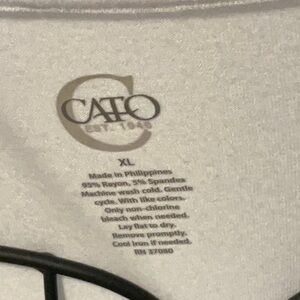 CATO
EST. 1946
XL
Made in Philippines
95% Rayon, 5% Spandex
Machine wash cold. Gentle
cycle. With like colors.
Only non-chlorine
bleach when needed.
Lay flat to dry.
Remove promptly.
Cool iron if needed.
RN 37080